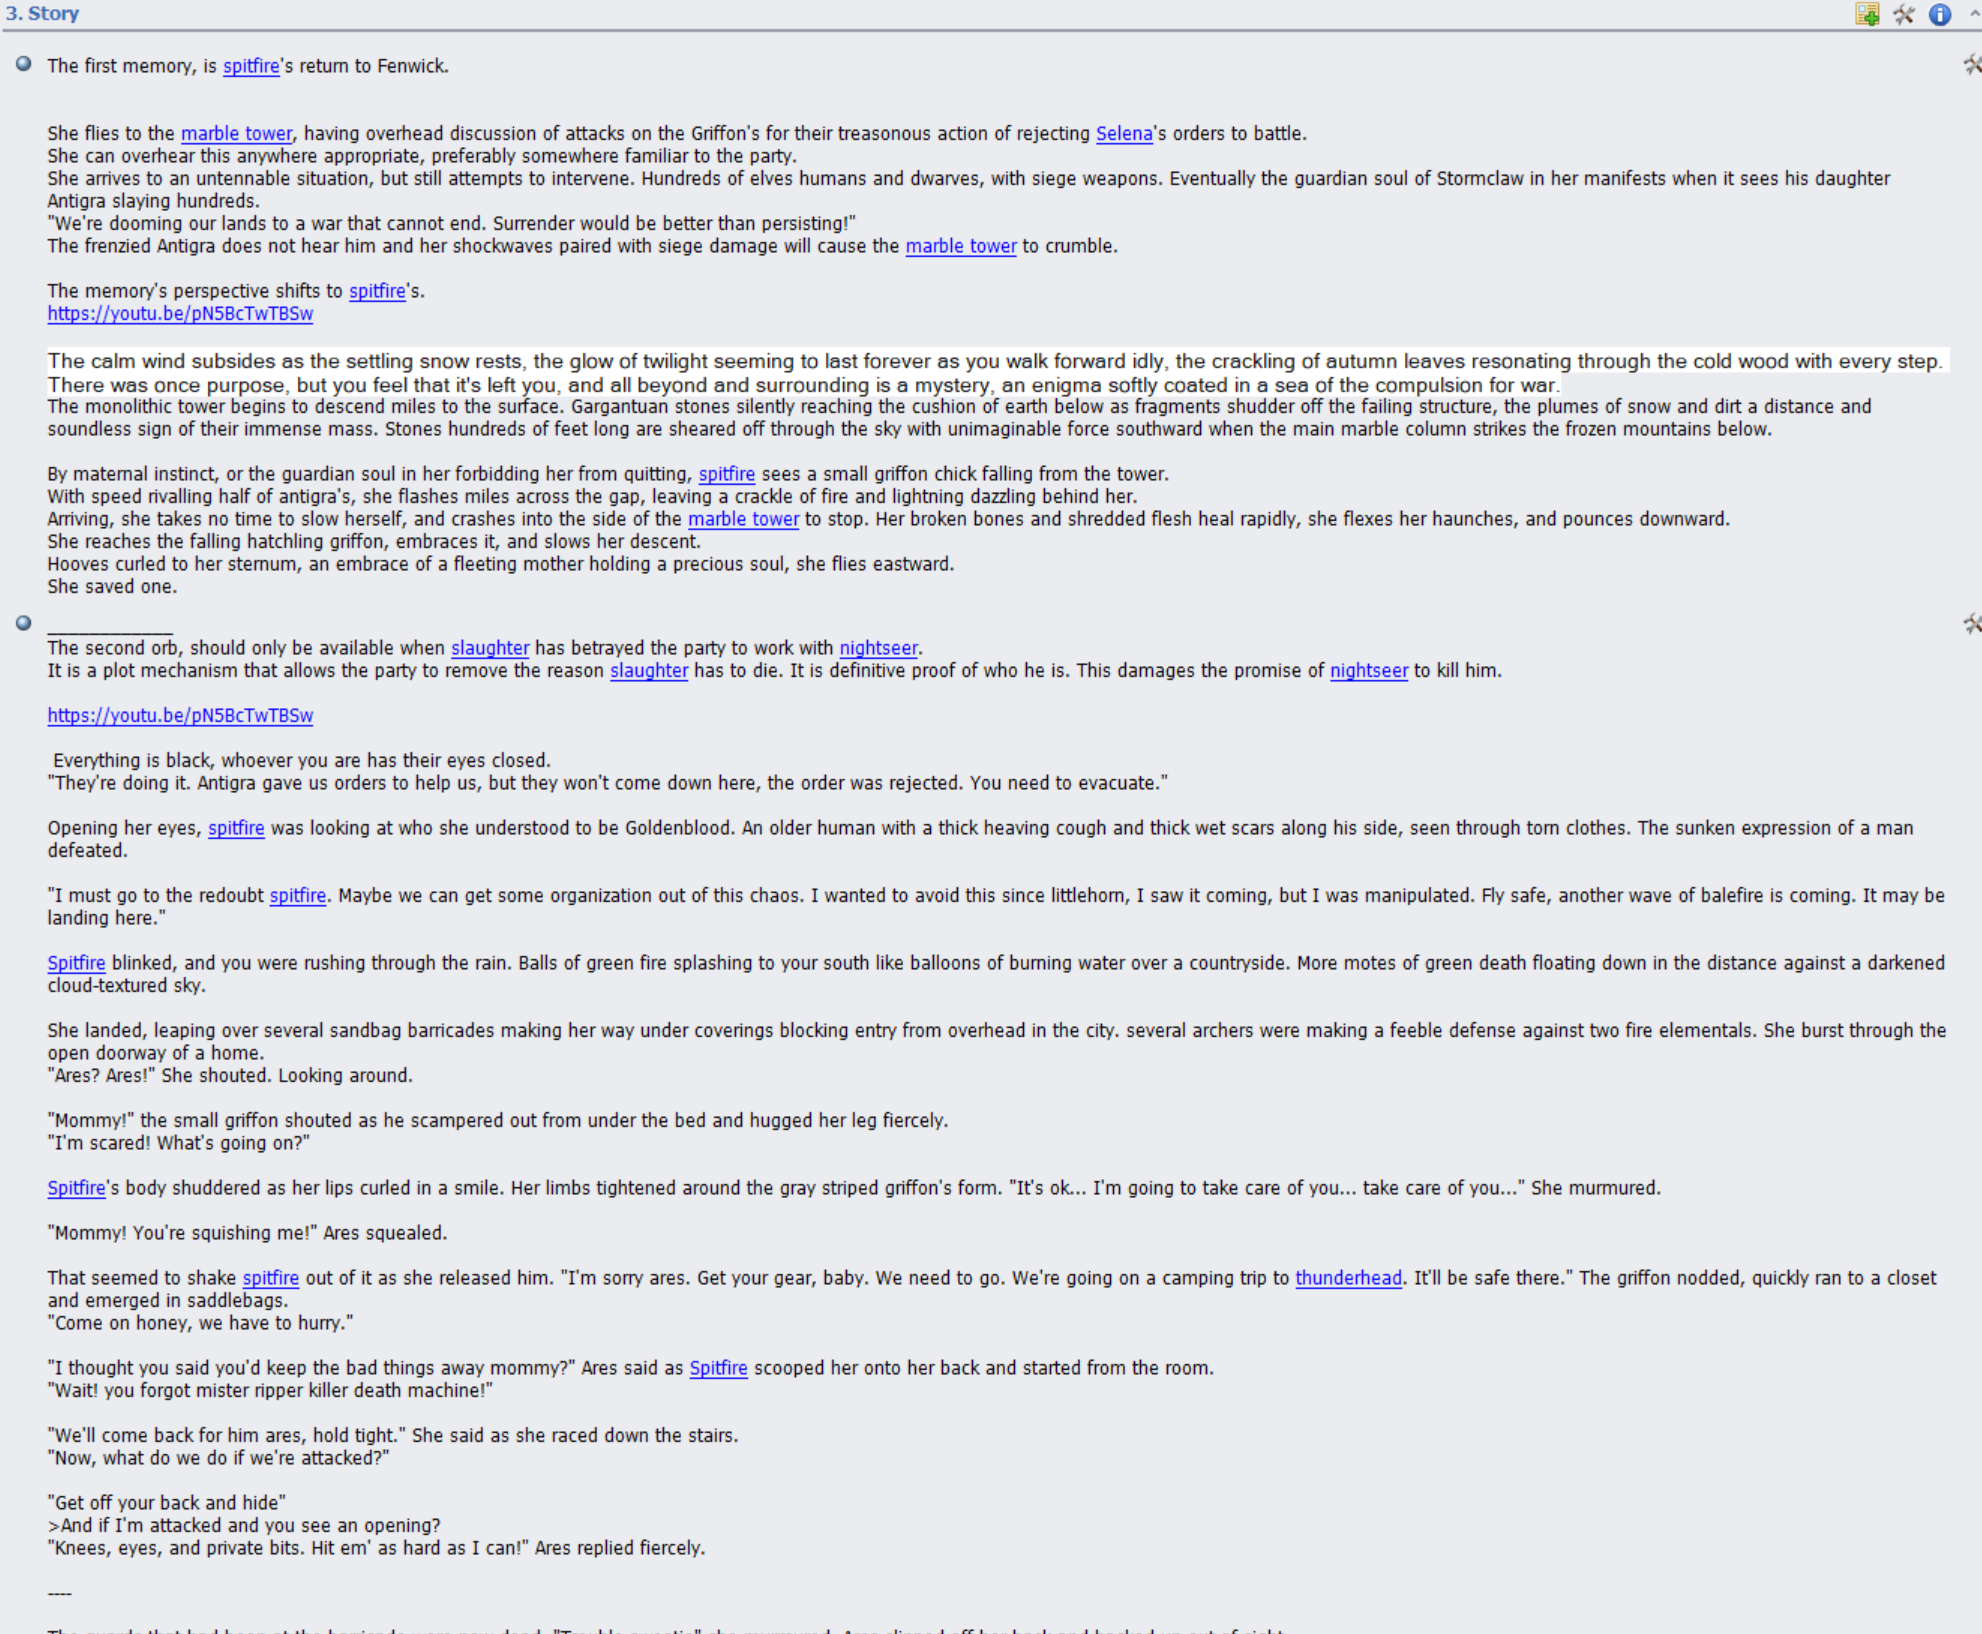 3. Story
The first memory, is spitfire's return to Fenwick.
She flies to the marble tower, having overhead discussion of attacks on the Griffon's for their treasonous action of rejecting Selena's orders to battle.
She can overhear this anywhere appropriate, preferably somewhere familiar to the party.
She arrives to an untennable situation, but still attempts to intervene. Hundreds of elves humans and dwarves, with siege weapons. Eventually the guardian soul of Stormclaw in her manifests when it sees his daughter
Antigra slaying hundreds.
"We're dooming our lands to a war that cannot end. Surrender would be better than persisting!"
The frenzied Antigra does not hear him and her shockwaves paired with siege damage will cause the marble tower to crumble.
The memory's perspective shifts to spitfire's.
https://youtu.be/pN5BcTwTBSw
The calm wind subsides as the settling snow rests, the glow of twilight seeming to last forever as you walk forward idly, the crackling of autumn leaves resonating through the cold wood with every step.
There was once purpose, but you feel that it's left you, and all beyond and surrounding is a mystery, an enigma softly coated in a sea of the compulsion for war.
The monolithic tower begins to descend miles to the surface. Gargantuan stones silently reaching the cushion of earth below as fragments shudder off the failing structure, the plumes of snow and dirt a distance and
soundless sign of their immense mass. Stones hundreds of feet long are sheared off through the sky with unimaginable force southward when the main marble column strikes the frozen mountains below.
By maternal instinct, or the guardian soul in her forbidding her from quitting, spitfire sees a small griffon chick falling from the tower.
With speed rivalling half of antigra's, she flashes miles across the gap, leaving a crackle of fire and lightning dazzling behind her.
Arriving, she takes no time to slow herself, and crashes into the side of the marble tower to stop. Her broken bones and shredded flesh heal rapidly, she flexes her haunches, and pounces downward.
She reaches the falling hatchling griffon, embraces it, and slows her descent.
Hooves curled to her sternum, an embrace of a fleeting mother holding a precious soul, she flies eastward.
She saved one.
____________
The second orb, should only be available when slaughter has betrayed the party to work with nightseer.
It is a plot mechanism that allows the party to remove the reason slaughter has to die. It is definitive proof of who he is. This damages the promise of nightseer to kill him.
https://youtu.be/pN5BcTwTBSw
Everything is black, whoever you are has their eyes closed.
"They're doing it. Antigra gave us orders to help us, but they won't come down here, the order was rejected. You need to evacuate."
Opening her eyes, spitfire was looking at who she understood to be Goldenblood. An older human with a thick heaving cough and thick wet scars along his side, seen through torn clothes. The sunken expression of a man
defeated.
"I must go to the redoubt spitfire. Maybe we can get some organization out of this chaos. I wanted to avoid this since littlehorn, I saw it coming, but I was manipulated. Fly safe, another wave of balefire is coming. It may be
landing here."
Spitfire blinked, and you were rushing through the rain. Balls of green fire splashing to your south like balloons of burning water over a countryside. More motes of green death floating down in the distance against a darkened
cloud-textured sky.
She landed, leaping over several sandbag barricades making her way under coverings blocking entry from overhead in the city. several archers were making a feeble defense against two fire elementals. She burst through the
open doorway of a home.
"Ares? Ares!" She shouted. Looking around.
"Mommy!" the small griffon shouted as he scampered out from under the bed and hugged her leg fiercely.
"I'm scared! What's going on?"
Spitfire's body shuddered as her lips curled in a smile. Her limbs tightened around the gray striped griffon's form. "It's ok... I'm going to take care of you... take care of you..." She murmured.
"Mommy! You're squishing me!" Ares squealed.
That seemed to shake spitfire out of it as she released him. "I'm sorry ares. Get your gear, baby. We need to go. We're going on a camping trip to thunderhead. It'll be safe there." The griffon nodded, quickly ran to a closet
and emerged in saddlebags.
"Come on honey, we have to hurry."
"I thought you said you'd keep the bad things away mommy?" Ares said as Spitfire scooped her onto her back and started from the room.
"Wait! you forgot mister ripper killer death machine!"
"We'll come back for him ares, hold tight." She said as she raced down the stairs.
"Now, what do we do if we're attacked?"
"Get off your back and hide"
>And if I'm attacked and you see an opening?
"Knees, eyes, and private bits. Hit em' as hard as I can!" Ares replied fiercely.
----